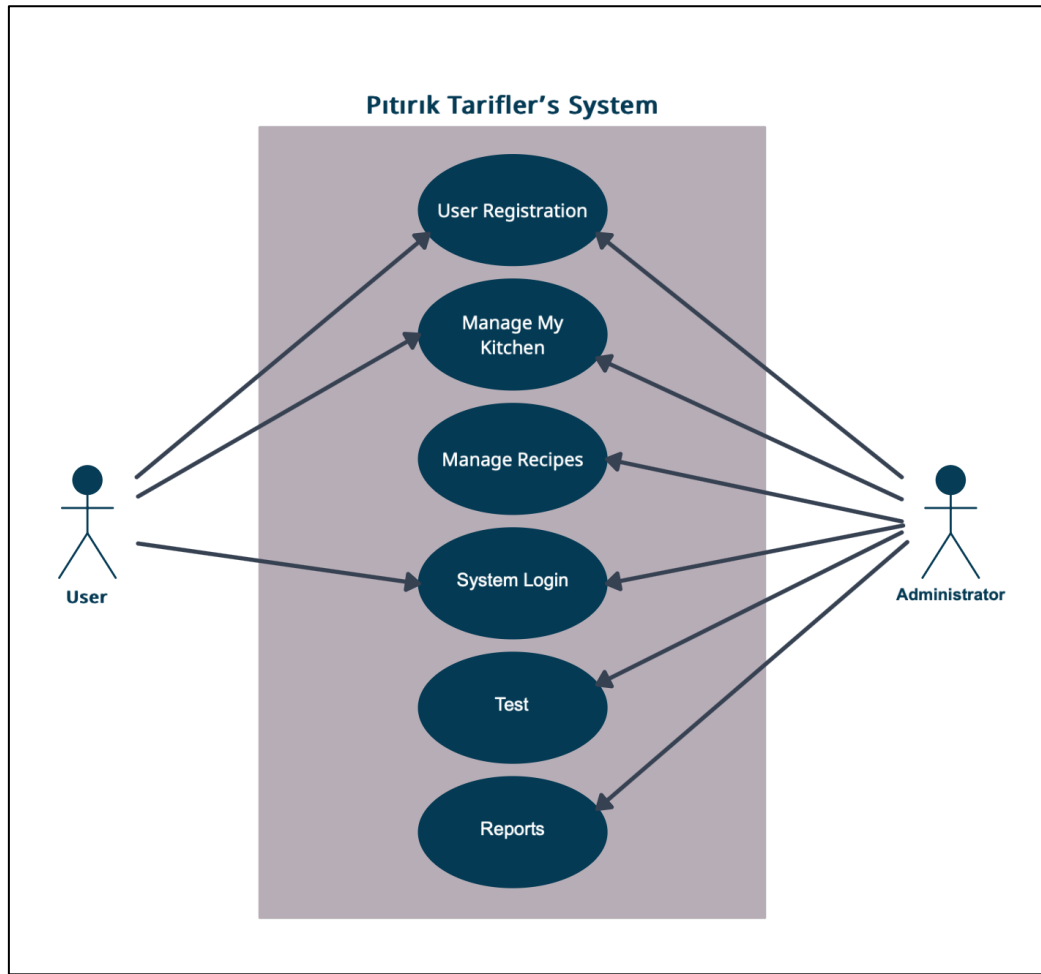 Pıtırık Tarifler's System
User Registration
Manage My
Kitchen
Manage Recipes
System Login
Test
Reports
User
Administrator